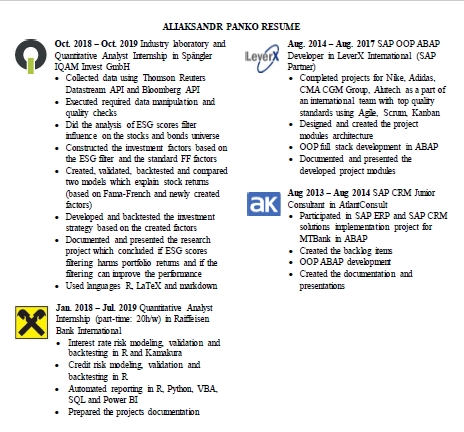 ALIAKSANDR PANKO RESUME
Oct. 2018 – Oct. 2019 Industry laboratory and
Quantitative Analyst Internship in Spängler
IQAM Invest GmbH
• Collected data using Thomson Reuters
Datastream API and Bloomberg API
• Executed required data manipulation and
quality checks
• Did the analysis of ESG scores filter
influence on the stocks and bonds universe
• Constructed the investment factors based on
the ESG filter and the standard FF factors
• Created, validated, backtested and compared
two models which explain stock returns
(based on Fama-French and newly created
factors)
• Developed and backtested the investment
strategy based on the created factors
• Documented and presented the research
project which concluded if ESG scores
filtering harms portfolio returns and if the
filtering can improve the performance
• Used languages R, LaTeX and markdown
Jan. 2018 – Jul. 2019 Quantitative Analyst
Internship (part-time: 20h/w) in Raiffeisen
Bank International
• Interest rate risk modeling, validation and
backtesting in R and Kamakura
• Credit risk modeling, validation and
backtesting in R
• Automated reporting in R, Python, VBA,
SQL and Power BI
• Prepared the projects documentation
LeverX
Aug. 2014 – Aug. 2017 SAP OOP ABAP
Developer in LeverX International (SAP
Partner)
• Completed projects for Nike, Adidas,
CMA CGM Group, Alutech as a part of
an international team with top quality
standards using Agile, Scrum, Kanban
• Designed and created the project
modules architecture
• OOP full stack development in ABAP
• Documented and presented the
developed project modules
ak
Aug 2013 – Aug 2014 SAP CRM Junior
Consultant in AtlantConsult
• Participated in SAP ERP and SAP CRM
solutions implementation project for
MTBank in ABAP
• Created the backlog items
• OOP ABAP development
• Created the documentation and
presentations